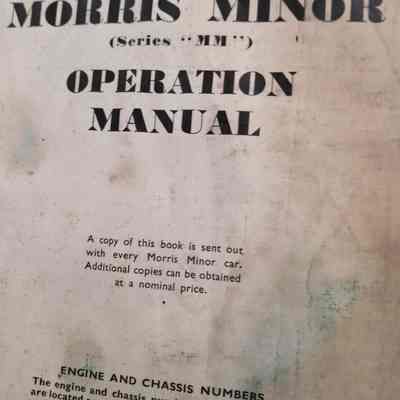 MORRIS MINOR
(Series "MM")
OPERATION
MANUAL
A copy of this book is sent out
with every Morris Minor car.
Additional copies can be obtained
at a nominal price.
ENGINE AND CHASSIS NUMBERS
The engine and chassis
are located